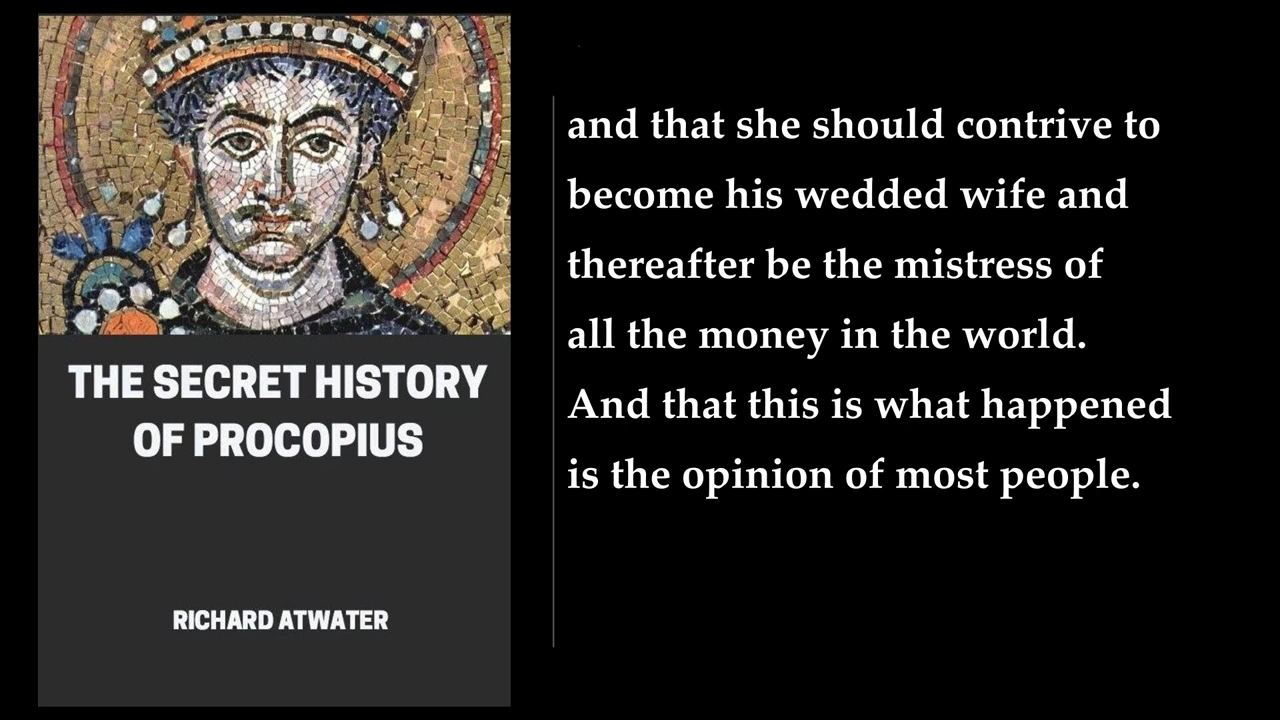 THE SECRET HISTORY
OF PROCOPIUS
RICHARD ATWATER
and that she should contrive to
become his wedded wife and
thereafter be the mistress of
all the money in the world.
And that this is what happened
is the opinion of most people.